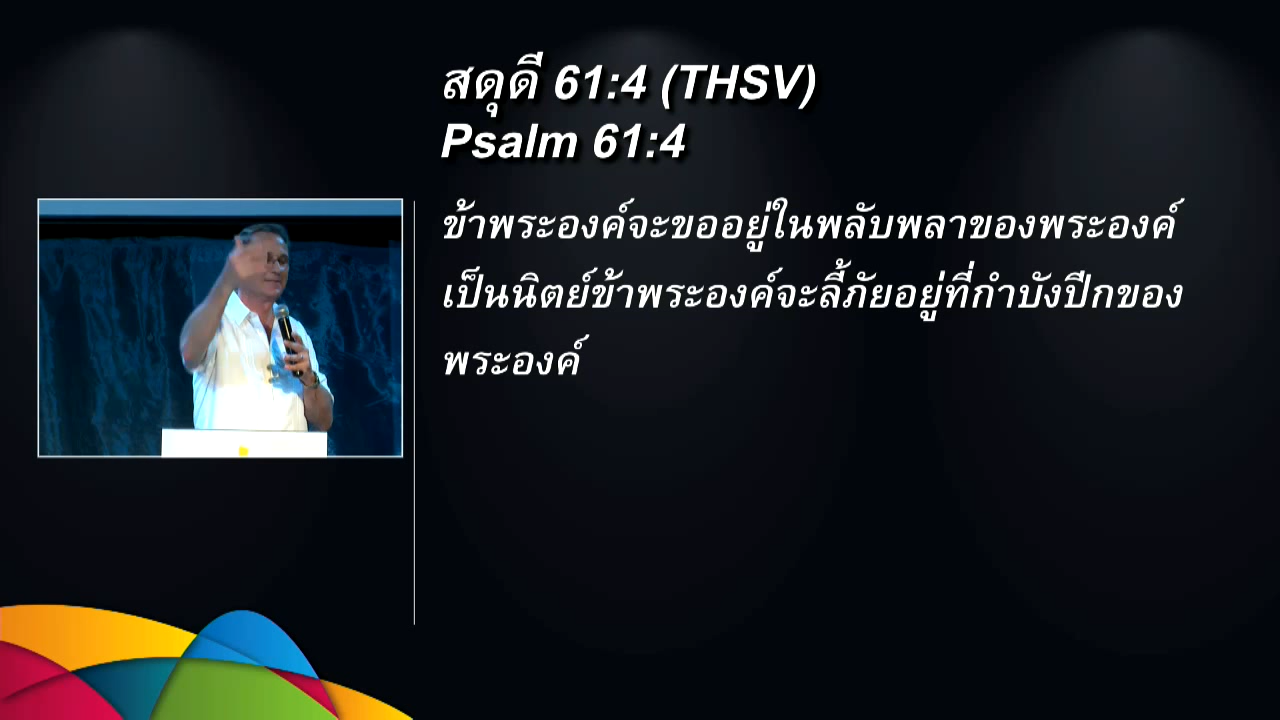 สดุดี 61:4 (THSV)
Psalm 61:4
ข้าพระองค์จะขออยู่ในพลับพลาของพระองค์
เป็นนิตย์ข้าพระองค์จะลี้ภัยอยู่ที่กำบังปีกของ
พระองค์